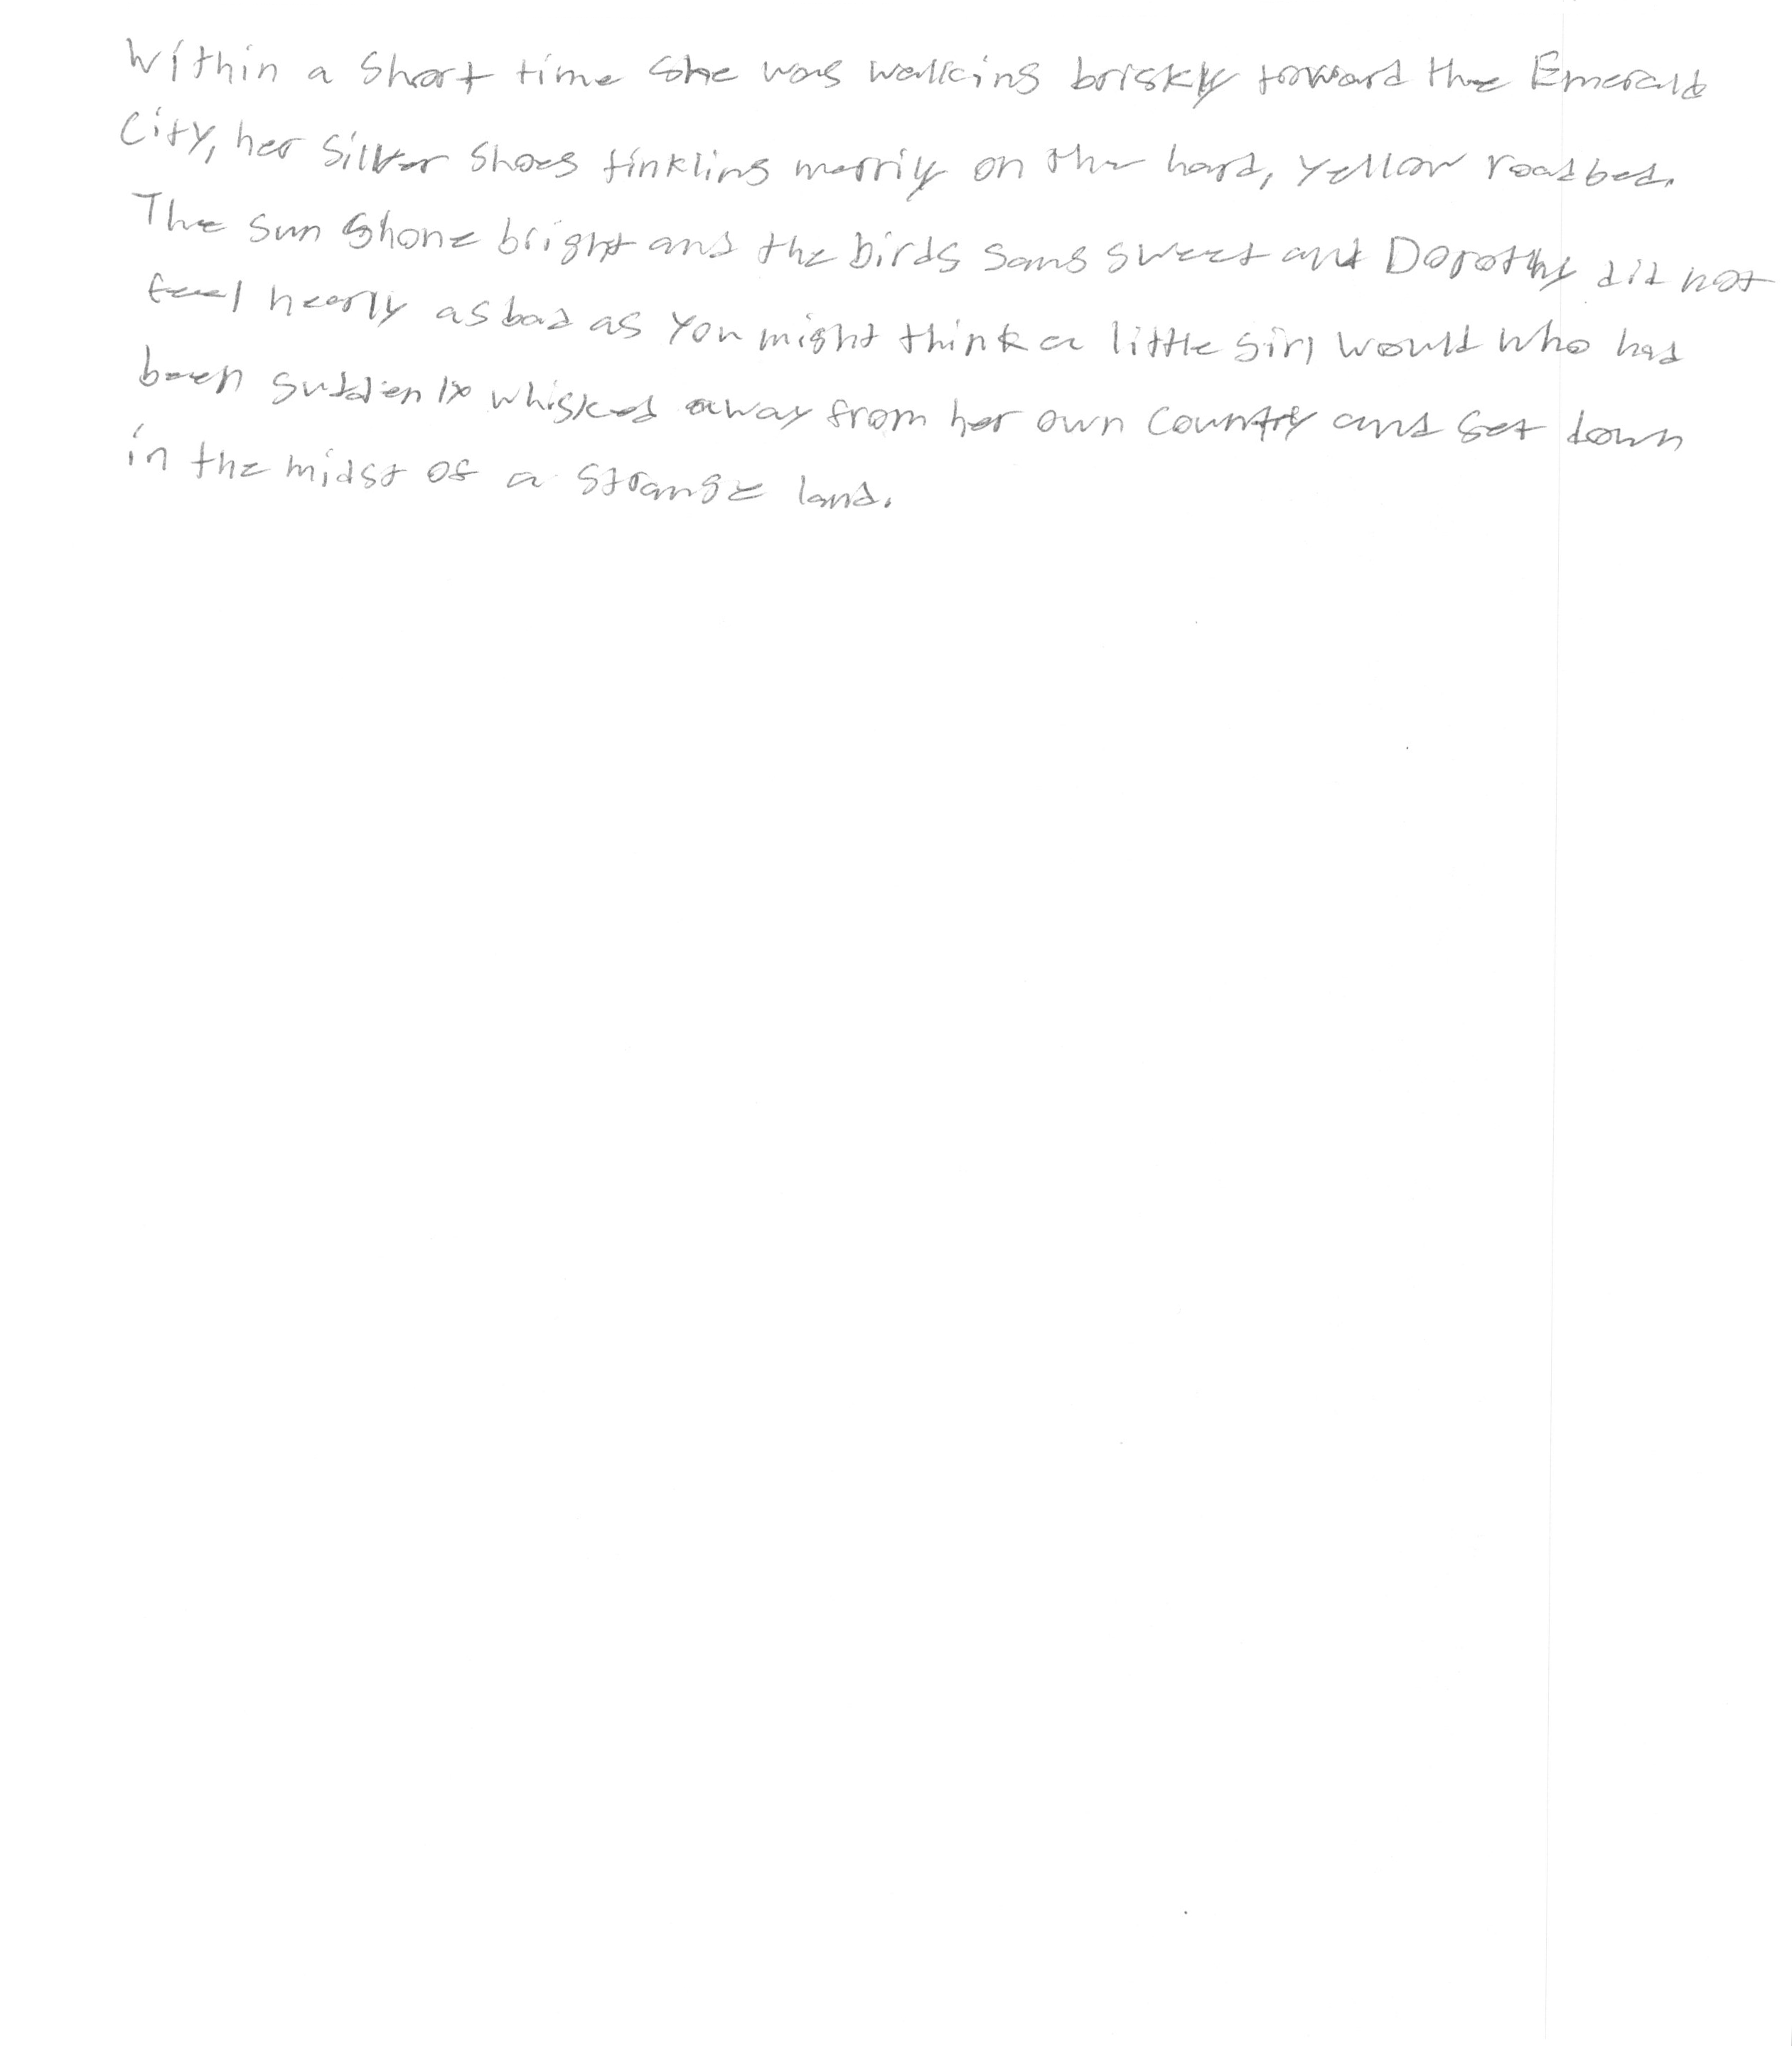 Within a short time she was walking briskly toward the Emerald
City, her Silver Shoes tinkling merrily on the hard, yellow roadbed.
The sun shone bright and the birds sang sweet and Dorothy did not
feel nearly as bad as you might think a little girl would who had
been suddenly whisked away from her own country and set down
in the midst of a strange land.